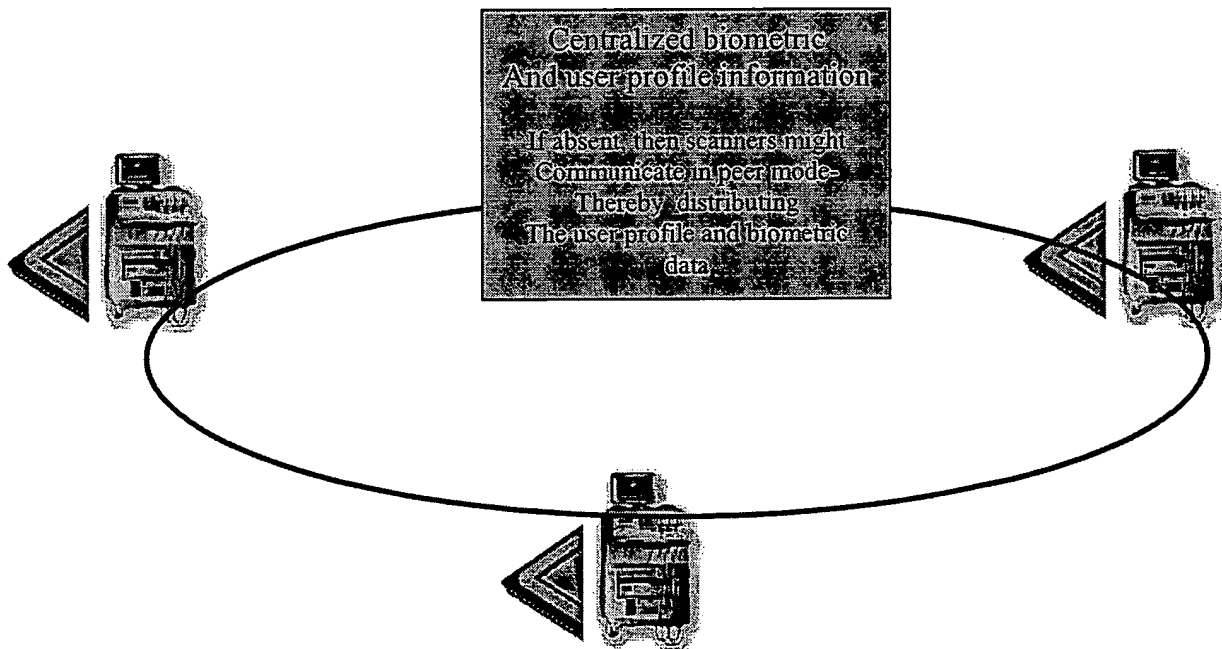 Centralized biometric
And user profile information
If absent, then scanners might
Communicate in peer mode-
Thereby distributing
The user profile and biometric
data